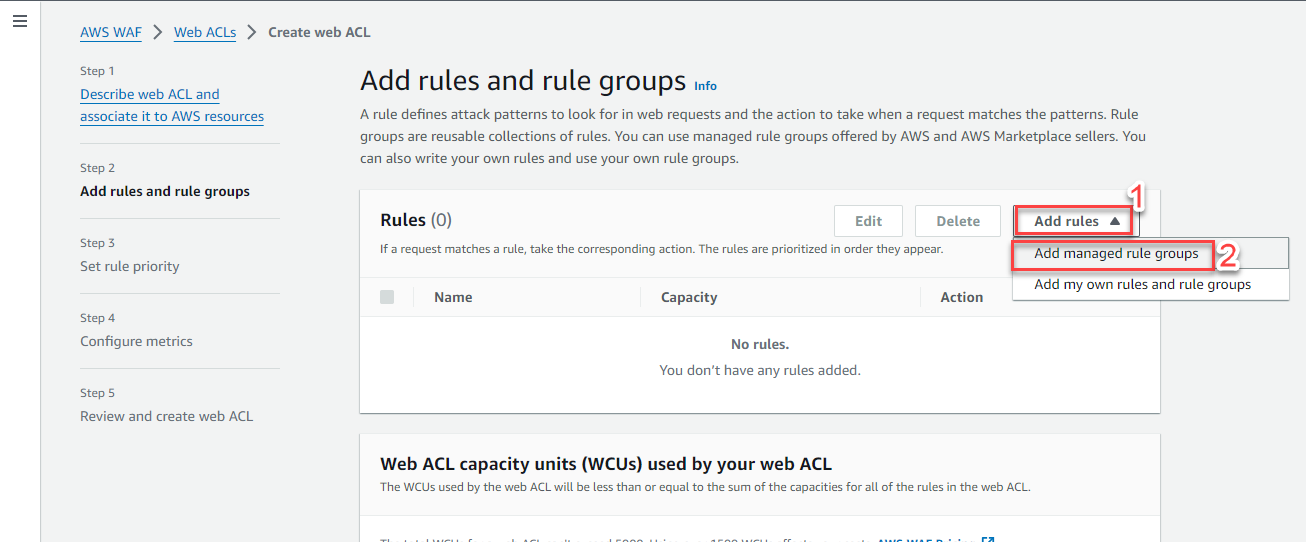 AWS WAF > Web ACLs > Create web ACL
Step 1
Describe web ACL and
associate it to AWS resources
Step 2
Add rules and rule groups
Step 3
Set rule priority
Step 4
Configure metrics
Step 5
Review and create web ACL
Add rules and rule groups Info
A rule defines attack patterns to look for in web requests and the action to take when a request matches the patterns. Rule
groups are reusable collections of rules. You can use managed rule groups offered by AWS and AWS Marketplace sellers. You
can also write your own rules and use your own rule groups.
Rules (0) Edit Delete Add rules 1
If a request matches a rule, take the corresponding action. The rules are prioritized in order they appear.
Add managed rule groups 2
Add my own rules and rule groups
Name Capacity Action
No rules.
You don't have any rules added.
Web ACL capacity units (WCUs) used by your web ACL
The WCUs used by the web ACL will be less than or equal to the sum of the capacities for all of the rules in the web ACL.